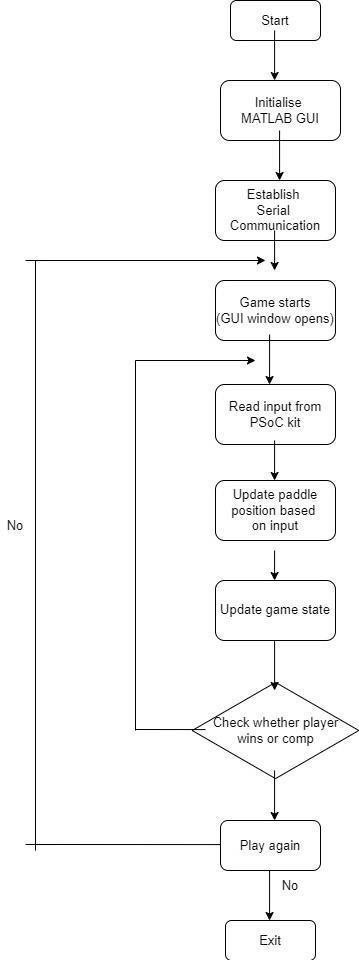 Start
Initialise
MATLAB GUI
Establish
Serial
Communication
Game starts
(GUI window opens)
Read input from
PSoC kit
Update paddle
position based
on input
No
Update game state
Check whether player
wins or comp
Play again
No
Exit